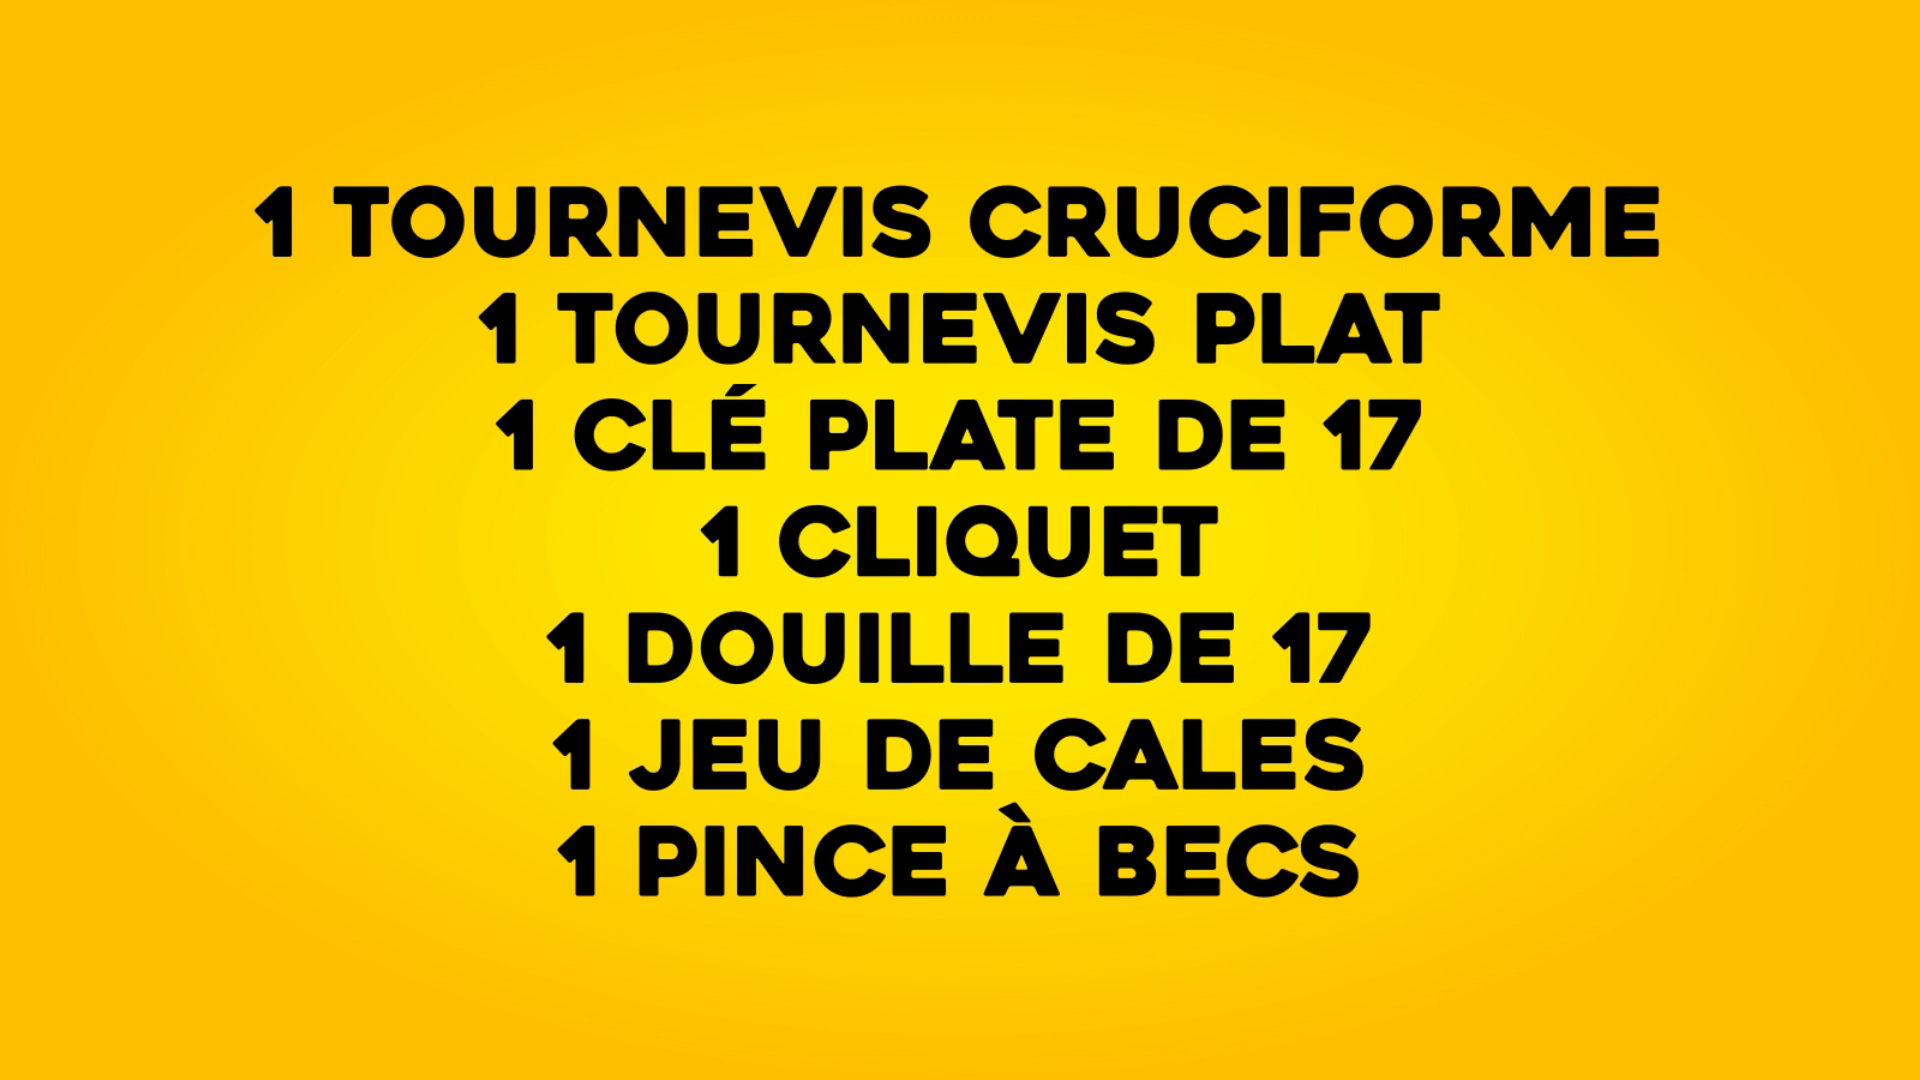 1 TOURNEVIS CRUCIFORME
1 TOURNEVIS PLAT
1 CLÉ PLATE DE 17
1 CLIQUET
1 DOUILLE DE 17
1 JEU DE CALES
1 PINCE À BECS